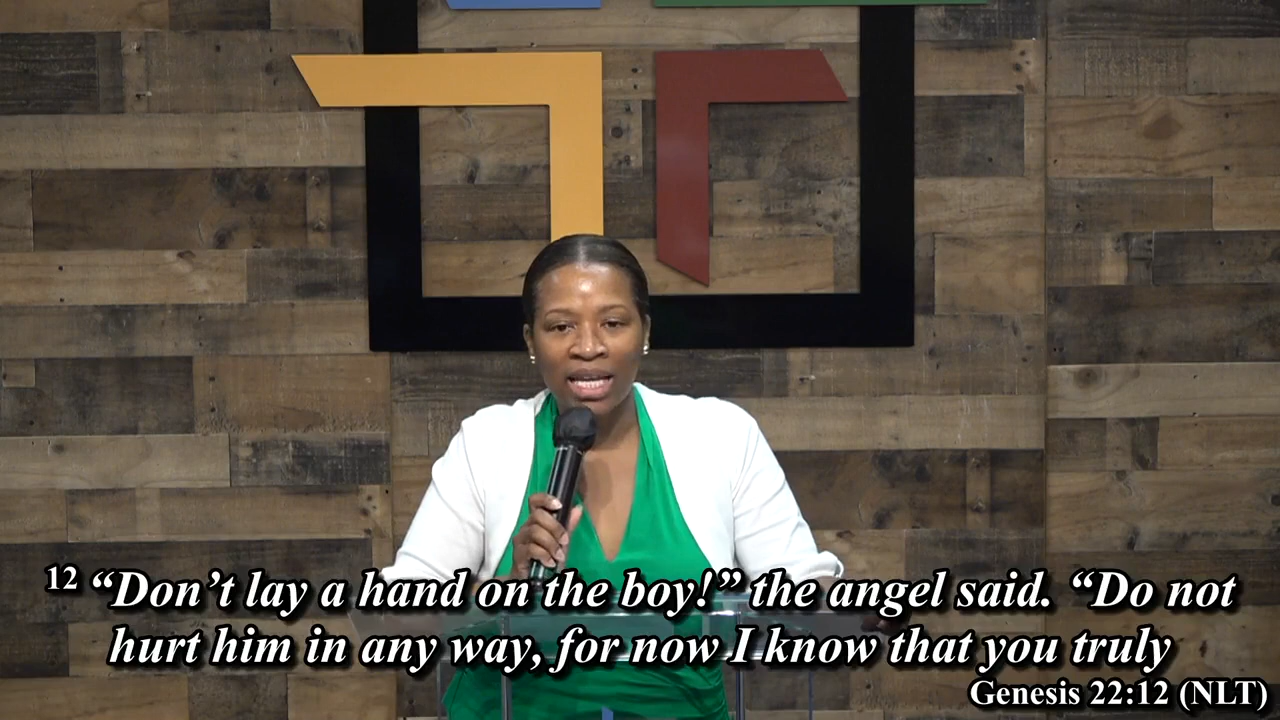 12 “Don’t lay a hand on the boy!” the angel said. “Do not
hurt him in any way, for now I know that you truly
Genesis 22:12 (NLT)